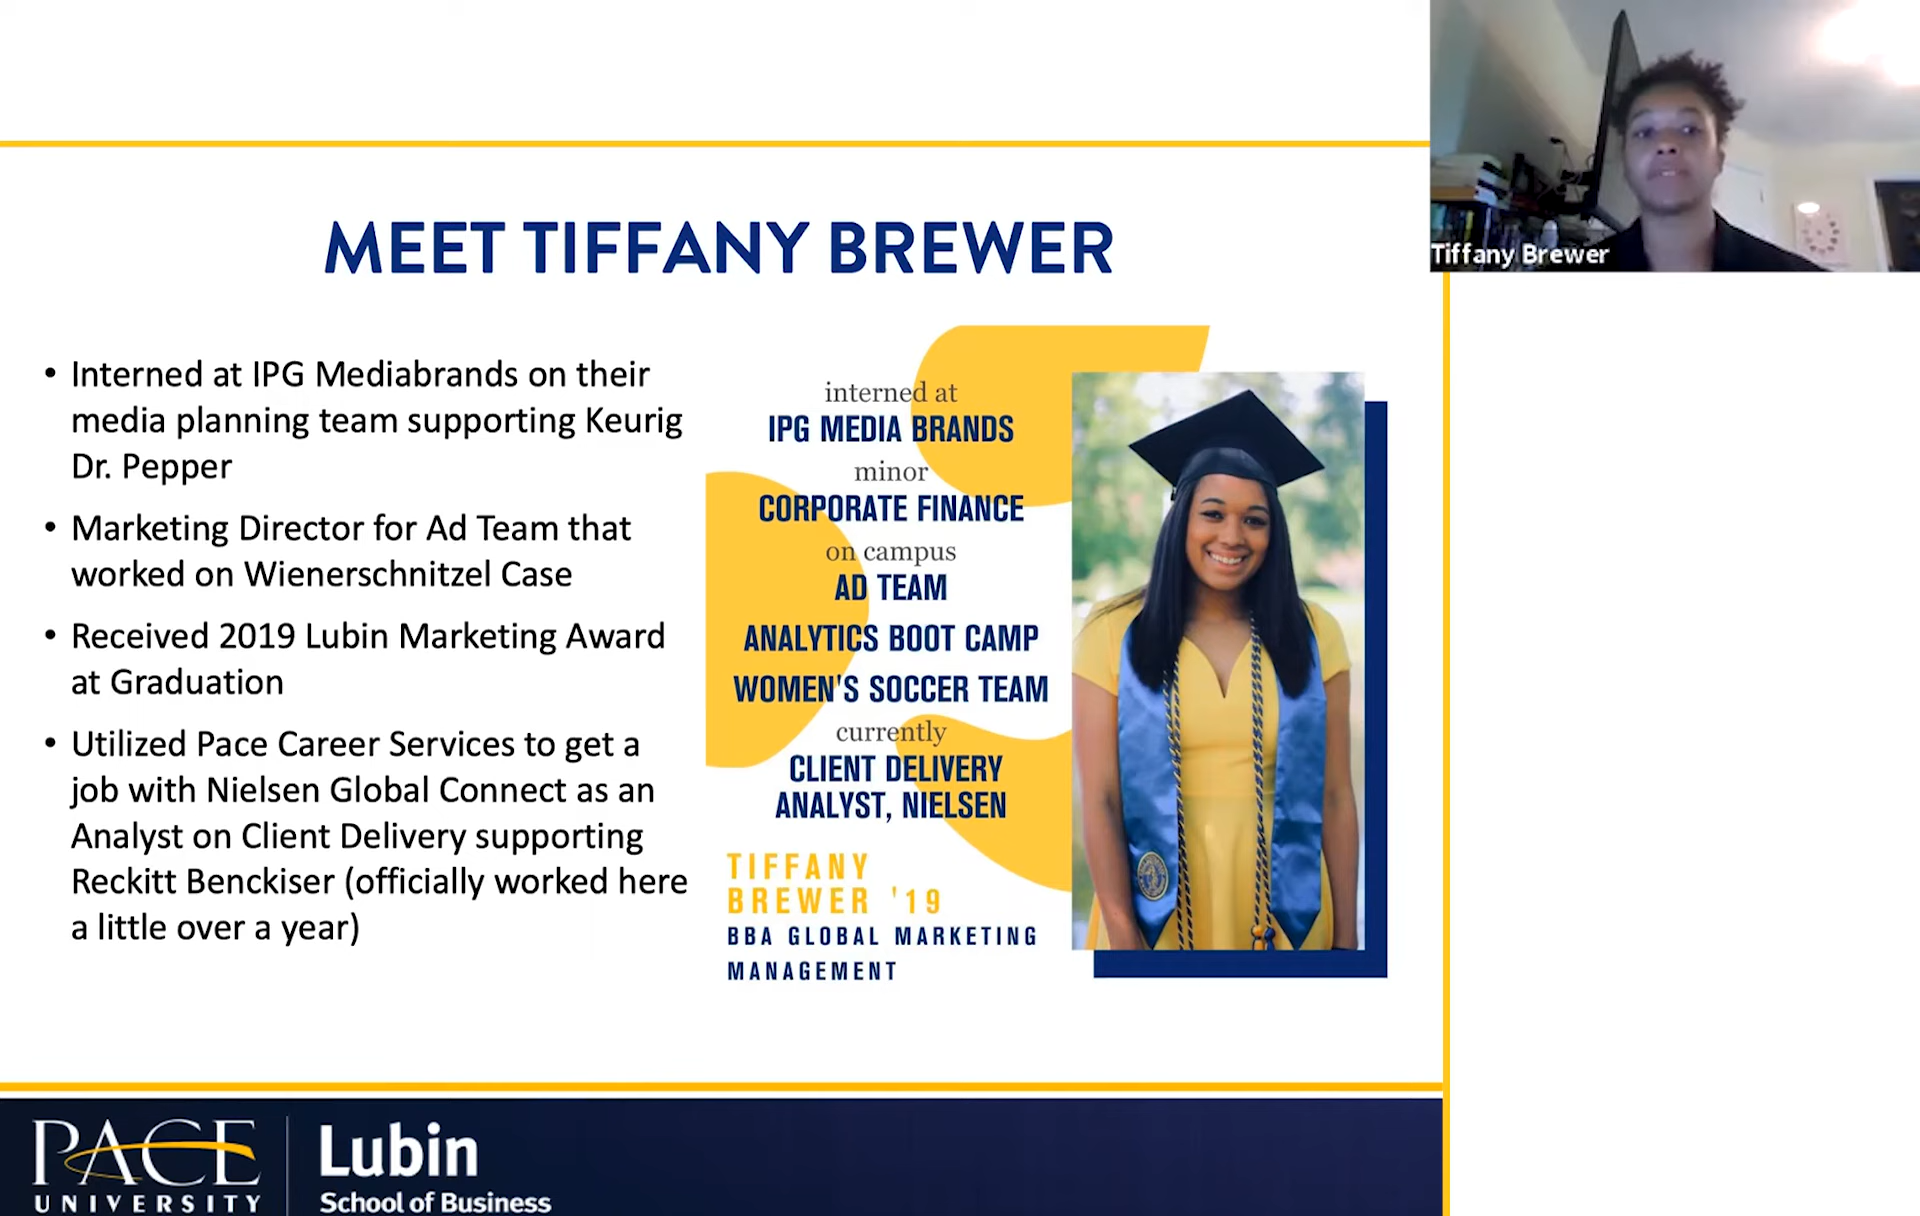 MEET TIFFANY BREWER
Tiffany Brewer
• Interned at IPG Mediabrands on their
media planning team supporting Keurig
Dr. Pepper
• Marketing Director for Ad Team that
worked on Wienerschnitzel Case
• Received 2019 Lubin Marketing Award
at Graduation
• Utilized Pace Career Services to get a
job with Nielsen Global Connect as an
Analyst on Client Delivery supporting
Reckitt Benckiser (officially worked here
a little over a year)
interned at
IPG MEDIA BRANDS
minor
CORPORATE FINANCE
on campus
AD TEAM
ANALYTICS BOOT CAMP
WOMEN'S SOCCER TEAM
currently
CLIENT DELIVERY
ANALYST, NIELSEN
TIFFANY
BREWER '19
BBA GLOBAL MARKETING
MANAGEMENT
PACE
UNIVERSITY
Lubin
School of Business